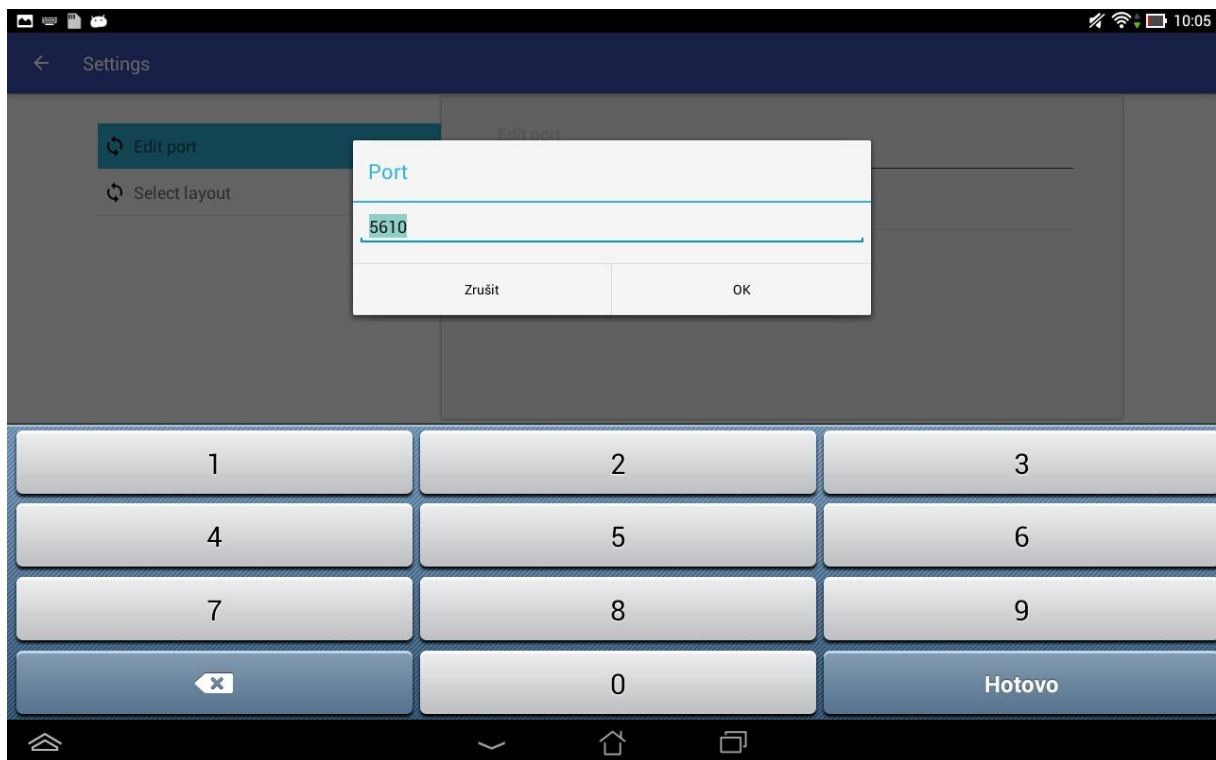 10:05
Settings
Edit port
Edit port
Select layout
Port
5610
Zrušit OK
1 2 3
4 5 6
7 8 9
0 Hotovo